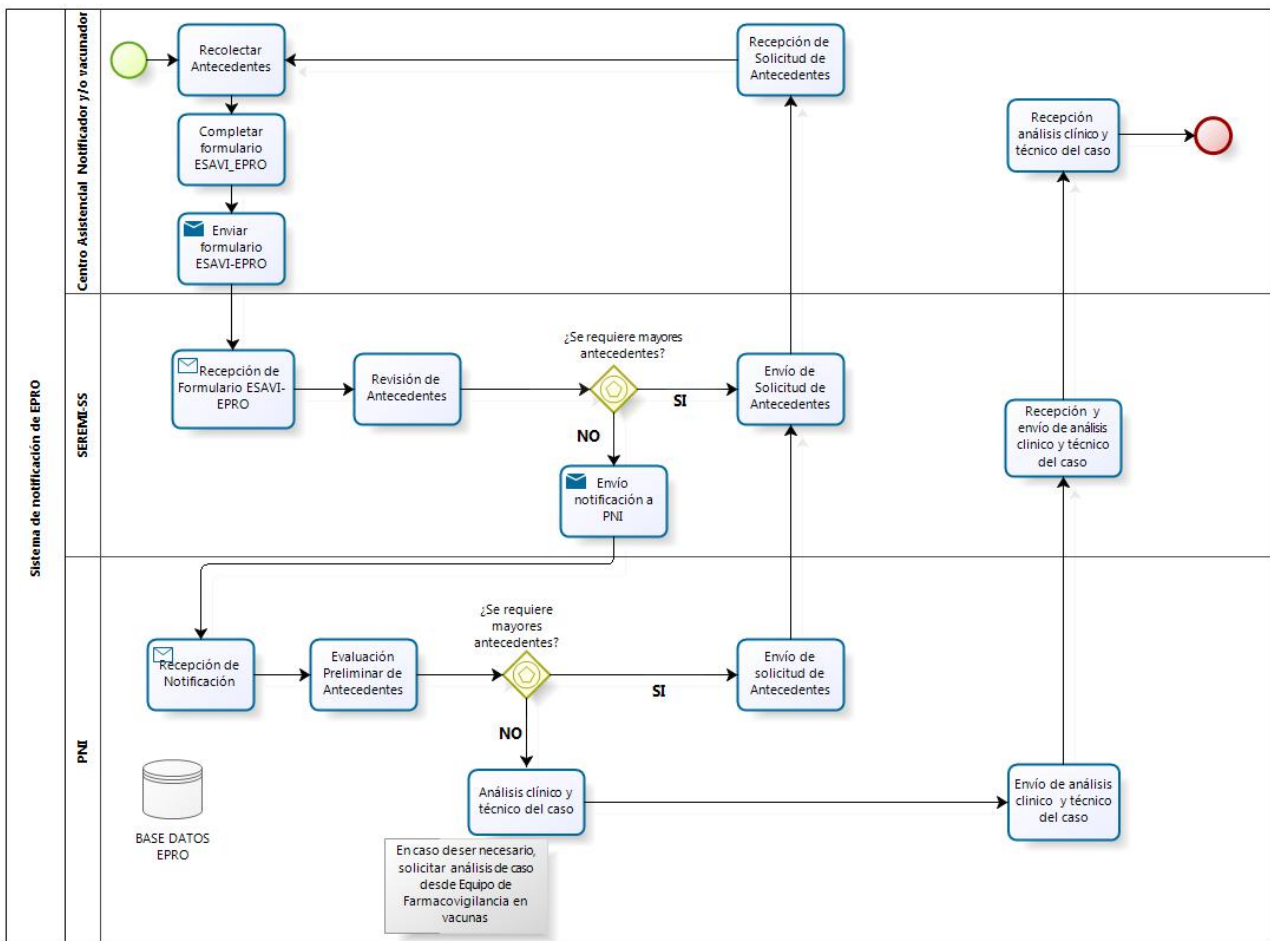 Sistema de notificación de EPRO
Centro Asistencial Notificador y/o vacunador
Recolectar
Antecedentes
Completar
formulario
ESAVI_EPRO
Enviar
formulario
ESAVI-EPRO
Recepción de
Solicitud de
Antecedentes
Recepción
análisis clínico y
técnico del caso
SEREMI-SS
Recepción de
Formulario ESAVI-
EPRO
Revisión de
Antecedentes
¿Se requiere mayores
antecedentes?
SI
NO
Envío
notificación a
PNI
Envío de
Solicitud de
Antecedentes
Recepción y
envío de análisis
clinico y técnico
del caso
PNI
Recepción de
Notificación
Evaluación
Preliminar de
Antecedentes
¿Se requiere
mayores
antecedentes?
SI
NO
Envío de
solicitud de
Antecedentes
Análisis clínico y
técnico del caso
Envío de análisis
clinico y técnico
del caso
BASE DATOS
EPRO
En caso de ser necesario,
solicitar análisis de caso
desde Equipo de
Farmacovigilancia en
vacunas